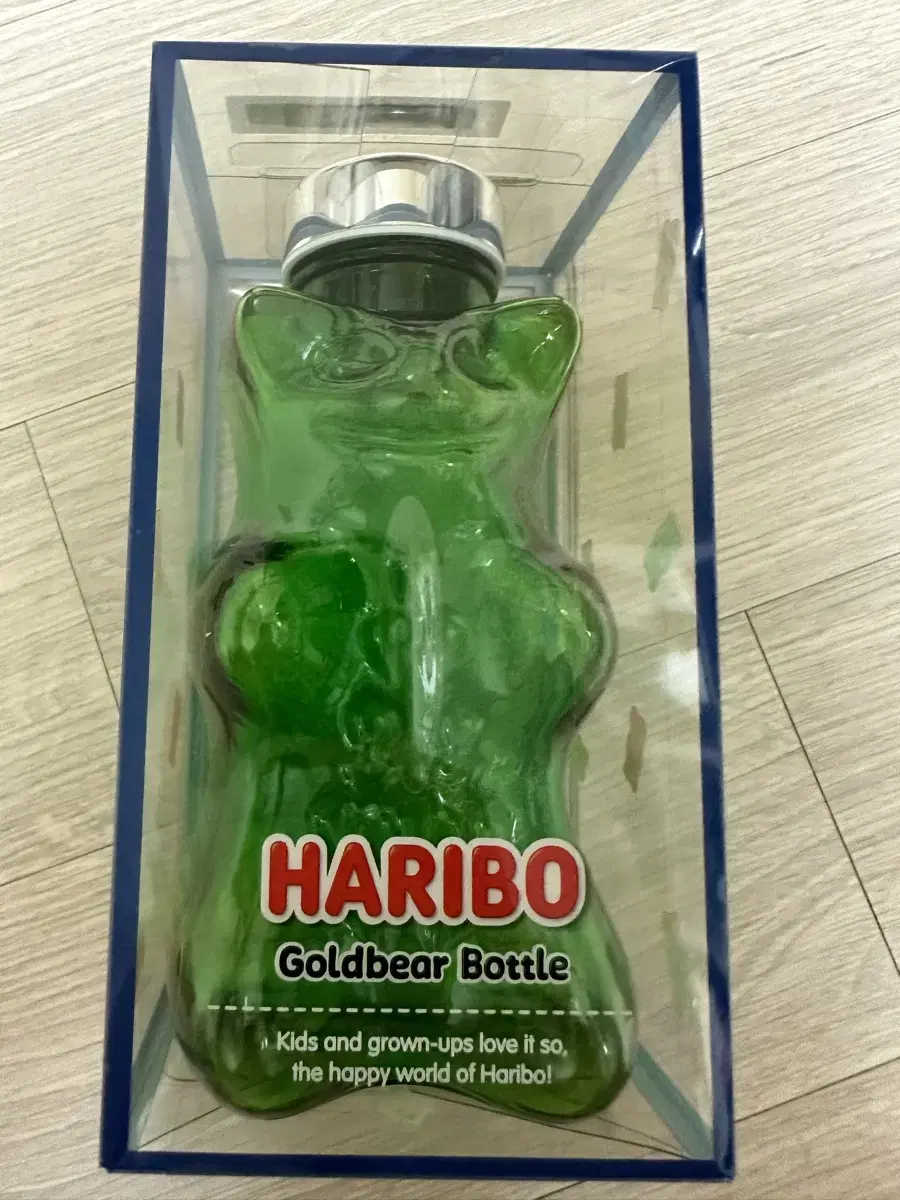 HARIBO
Goldbear Bottle
Kids and grown-ups love it so,
the happy world of Haribo!